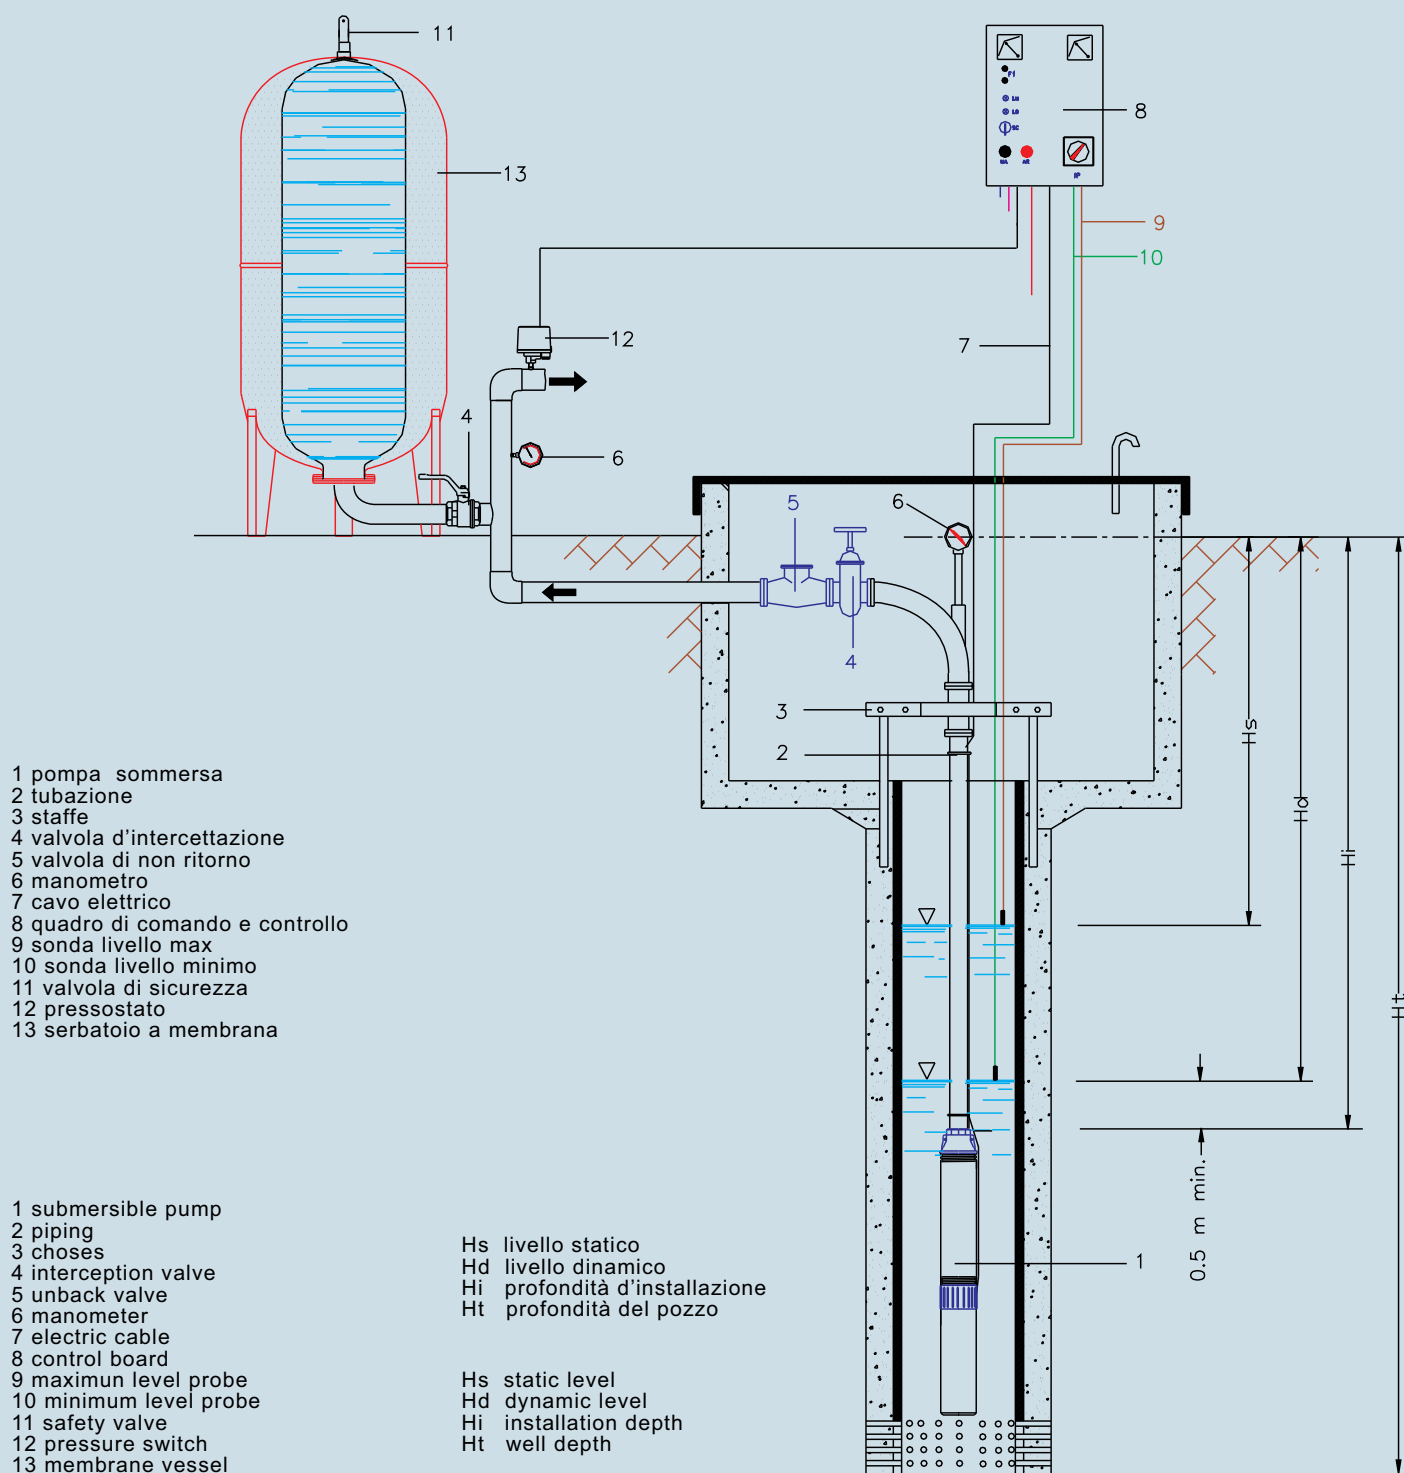 11
8
13
9
10
12
7
4
6
5
6
4
3
2
Hs
Hd
Hi
Ht
0.5 m min.
1
LN
SC
MA
AR
IP
1 pompa sommersa
2 tubazione
3 staffe
4 valvola d'intercettazione
5 valvola di non ritorno
6 manometro
7 cavo elettrico
8 quadro di comando e controllo
9 sonda livello max
10 sonda livello minimo
11 valvola di sicurezza
12 pressostato
13 serbatoio a membrana
1 submersible pump
2 piping
3 choses
4 interception valve
5 unback valve
6 manometer
7 electric cable
8 control board
9 maximun level probe
10 minimum level probe
11 safety valve
12 pressure switch
13 membrane vessel
Hs livello statico
Hd livello dinamico
Hi profondità d'installazione
Ht profondità del pozzo
Hs static level
Hd dynamic level
Hi installation depth
Ht well depth